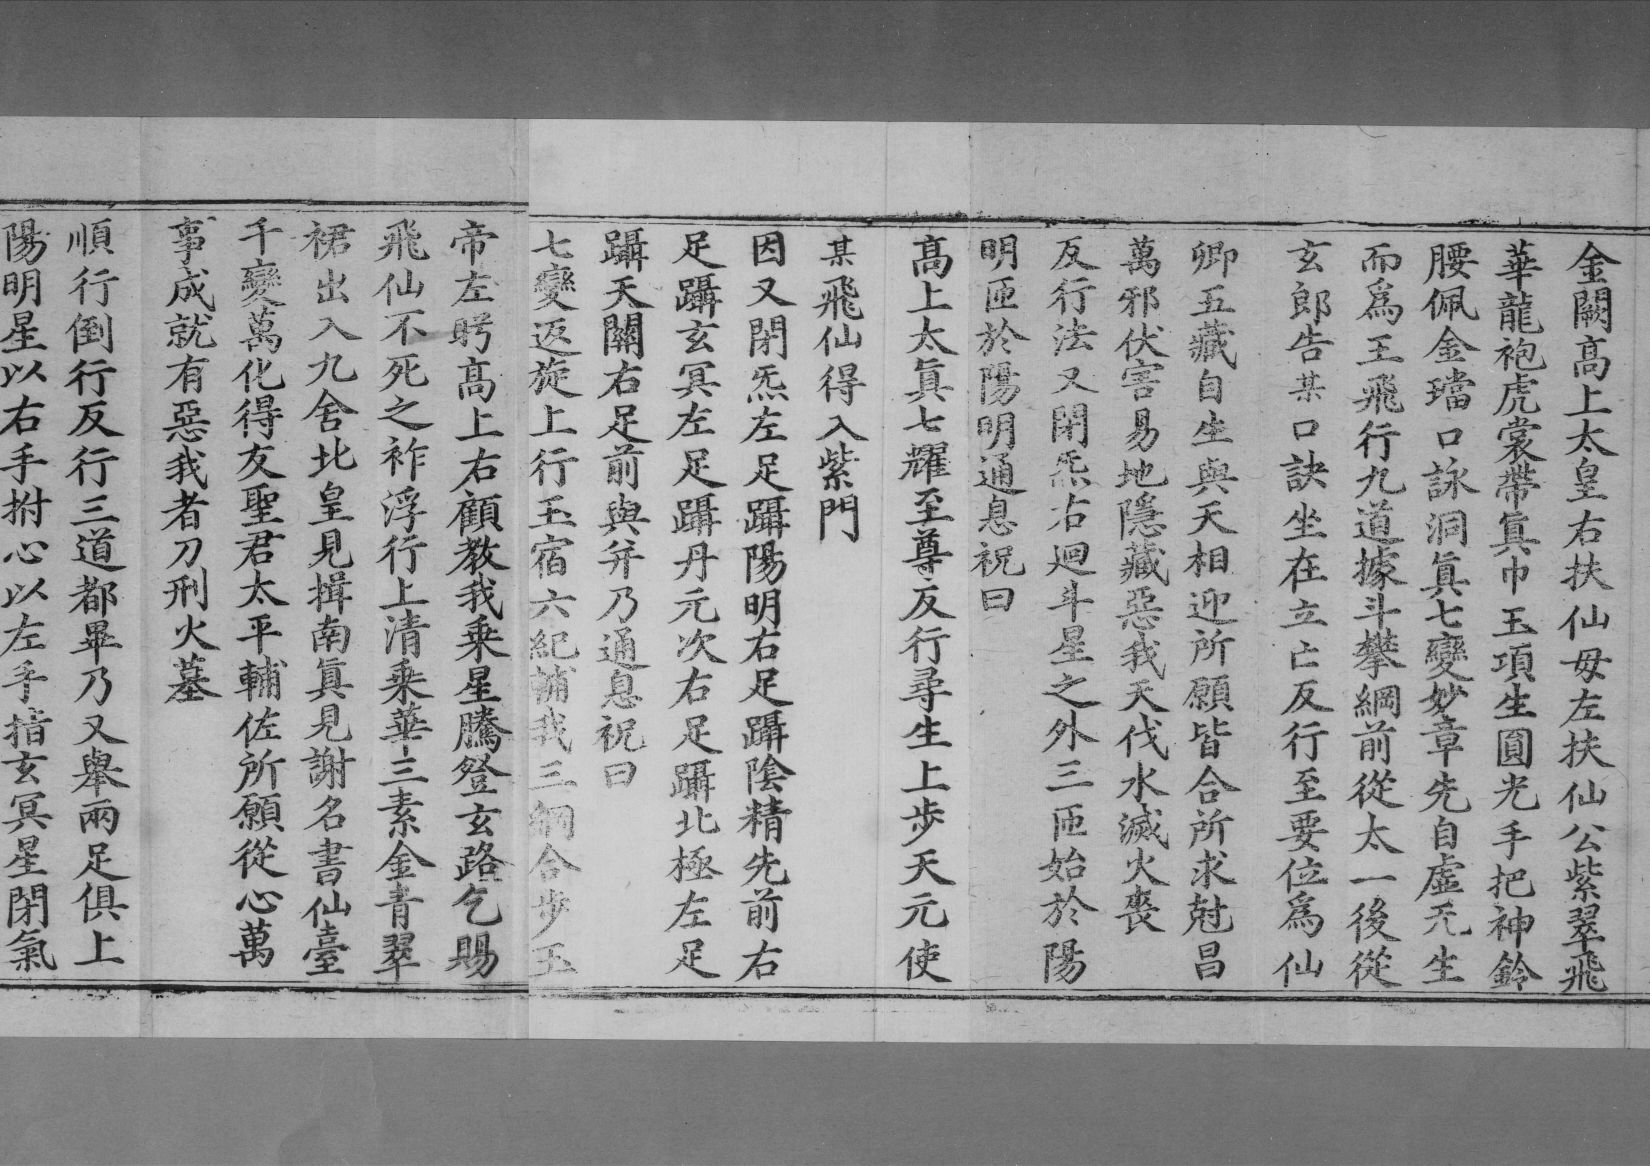 金闕高上太皇右扶仙母左扶仙公紫翠飛
華龍袍虎裳帶眞巾玉項生圓光手把神鈴
腰佩金璫口詠洞眞七變妙章先自虛无生
而爲王飛行九道據斗攀綱前從太一後從
玄郎告某口訣坐在立亡反行至要位爲仙
卿五藏自生與天相迎所願皆合所求尅昌
萬邪伏害易地隱藏惡我天伐水滅火喪
反行法又閉炁右迴斗星之外三匝始於陽
明匝於陽明通息祝曰
高上太眞七耀至尊反行尋生上步天元使
某飛仙得入紫門
因又閉炁左足躡陽明右足躡陰精先前右
足躡玄冥左足躡丹元次右足躡北極左足
躡天關右足前與并乃通息祝曰
七變返旋上行玉宿六紀輔我三綱合步玉
帝左眄高上右顧教我乘星騰登玄路乞賜
飛仙不死之祚浮行上清乘華三素金青翠
裙出入九舍北皇見揖南眞見謝名書仙臺
千變萬化得友聖君太平輔佐所願從心萬
事成就有惡我者刀刑火墓
順行倒行反行三道都畢乃又舉兩足俱上
陽明星以右手拊心以左手指玄冥星閉氣